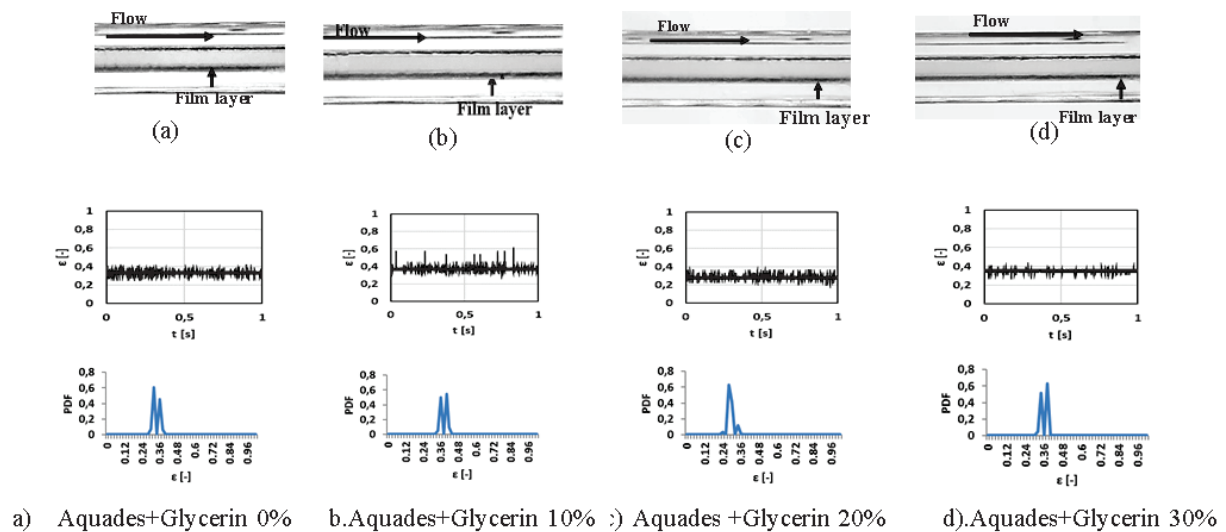 Flow
Film layer
(a)
Flow
Film layer
(b)
Flow
Film layer
(c)
Flow
Film layer
(d)
1
0,8
0,6
0,4
0,2
0
ε [-]
0 0,5 1
t [s]
1
0,8
0,6
0,4
0,2
0
ε [-]
0 0,5 1
t [s]
1
0,8
0,6
0,4
0,2
0
ε [-]
0 0,5 1
t [s]
1
0,8
0,6
0,4
0,2
0
ε [-]
0 0,5 1
t [s]
0,8
0,6
0,4
0,2
0
PDF
0 0.12 0.24 0.36 0.48 0.6 0.72 0.84 0.96
ε [-]
0,8
0,6
0,4
0,2
0
PDF
0 0.12 0.24 0.36 0.48 0.6 0.72 0.84 0.96
ε [-]
0,8
0,6
0,4
0,2
0
PDF
0 0.12 0.24 0.36 0.48 0.6 0.72 0.84 0.96
ε [-]
0,8
0,6
0,4
0,2
0
PDF
0 0.12 0.24 0.36 0.48 0.6 0.72 0.84 0.96
ε [-]
a) Aquades+Glycerin 0%
b.Aquades+Glycerin 10%
:) Aquades +Glycerin 20%
d).Aquades+Glycerin 30%